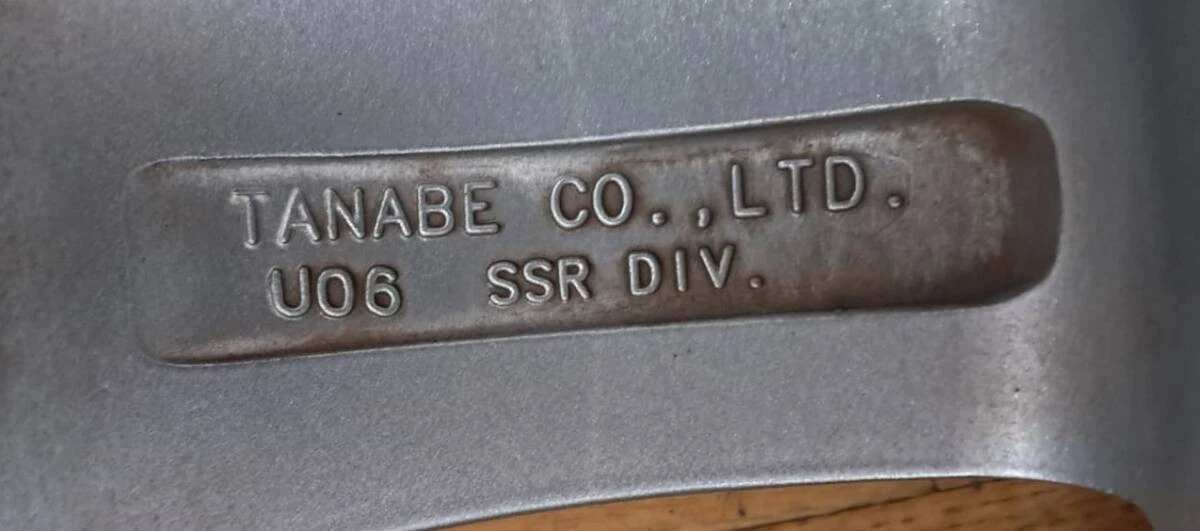 TANABE CO.,LTD.
U06 SSR DIV.